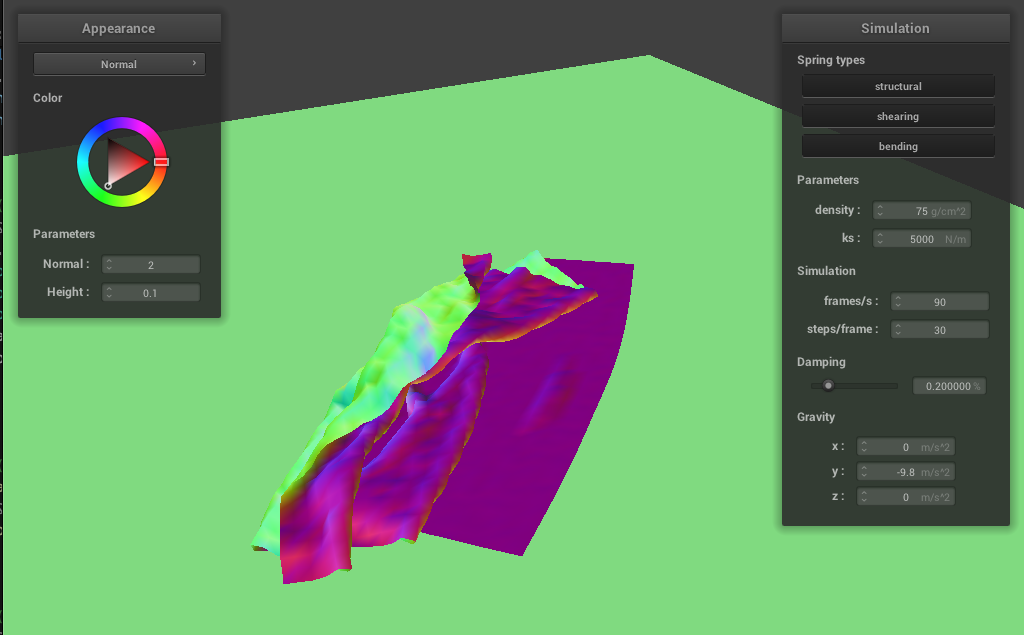 Appearance
Normal
Color
Parameters
Normal : 2
Height : 0.1
Simulation
Spring types
structural
shearing
bending
Parameters
density : 75 g/cm^2
ks : 5000 N/m
Simulation
frames/s : 90
steps/frame : 30
Damping
0.200000 %
Gravity
x : 0 m/s^2
y : -9.8 m/s^2
z : 0 m/s^2